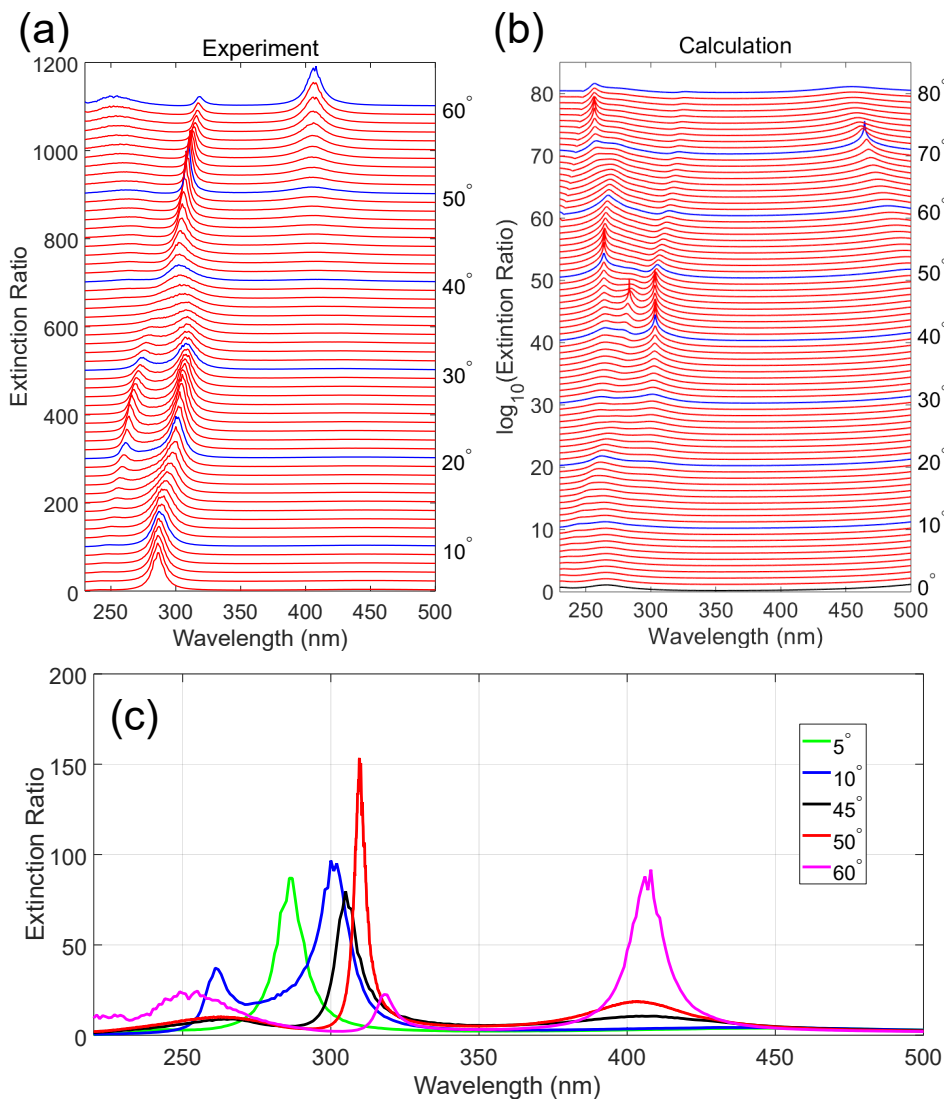 (a)
Experiment
1200
1000
800
600
400
200
0
Extinction Ratio
60°
50°
40°
30°
20°
10°
250 300 350 400 450 500
Wavelength (nm)
(b)
Calculation
80
70
60
50
40
30
20
10
0
log10(Extintion Ratio)
80°
70°
60°
50°
40°
30°
20°
10°
0°
250 300 350 400 450 500
Wavelength (nm)
(c)
200
150
100
50
0
Extinction Ratio
5°
10°
45°
50°
60°
250 300 350 400 450 500
Wavelength (nm)